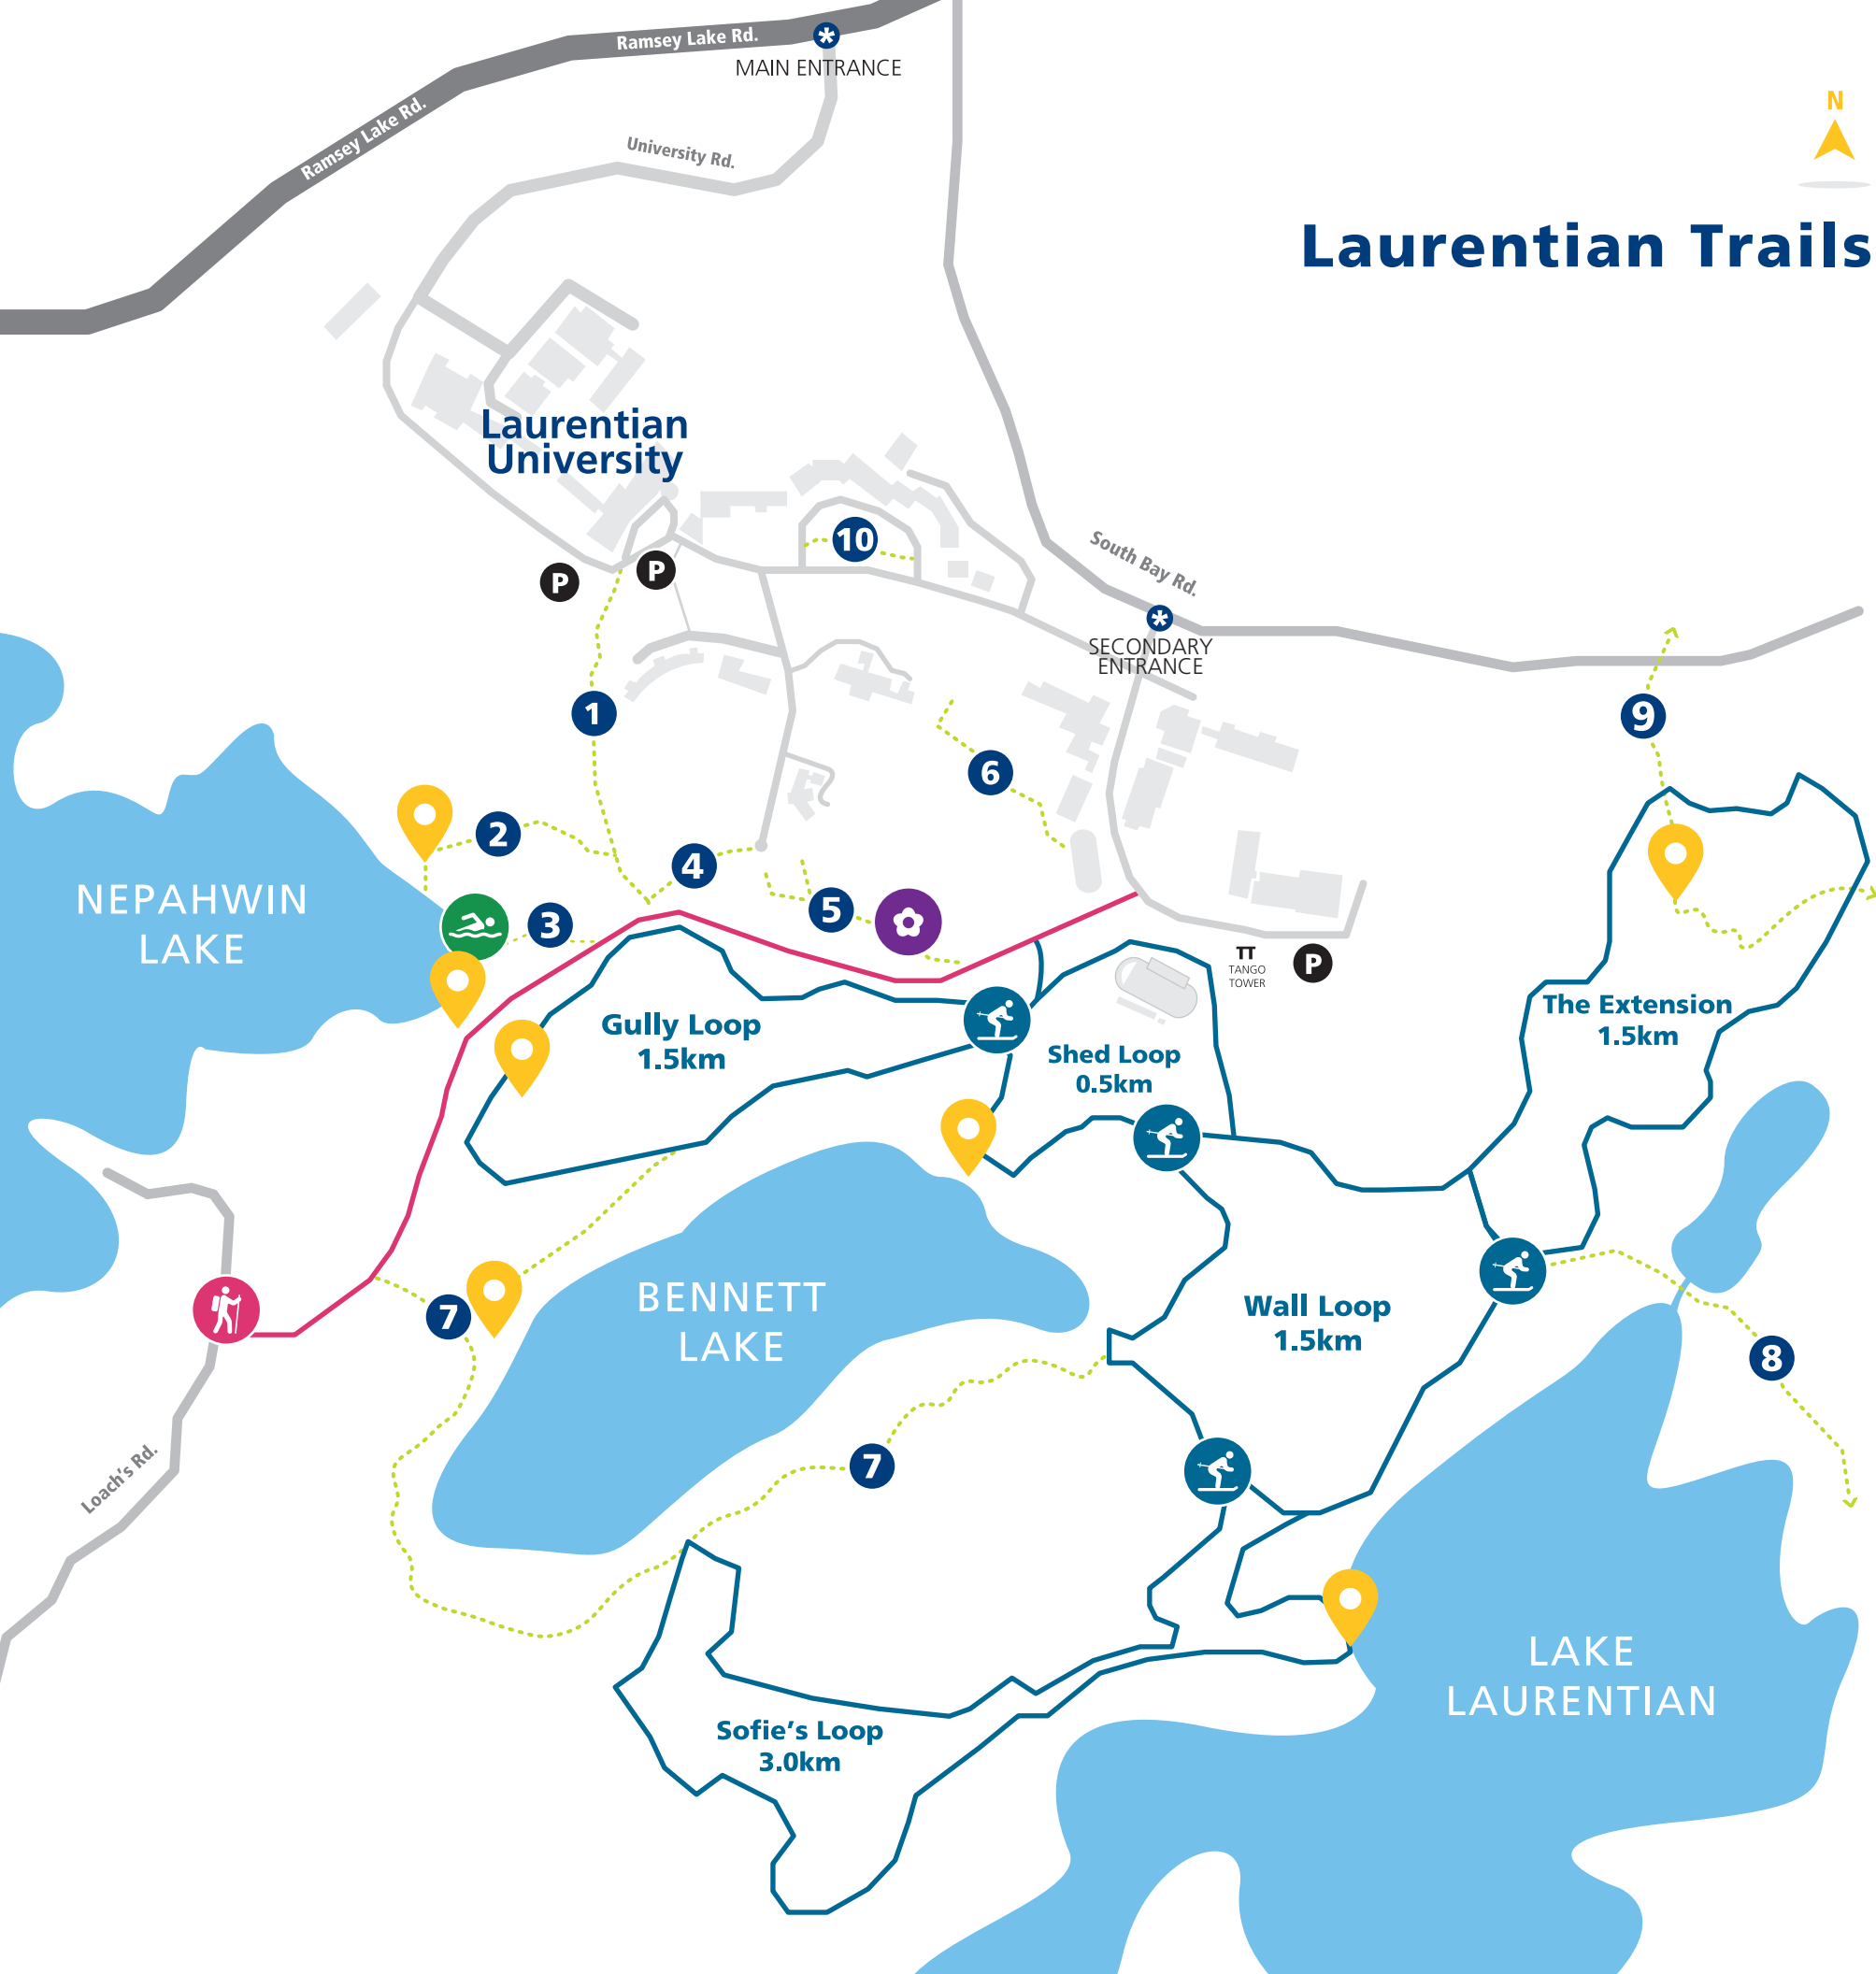 Ramsey Lake Rd.
MAIN ENTRANCE
N
Ramsey Lake Rd.
University Rd.
Laurentian Trails
Laurentian
University
10
South Bay Rd.
P
P
SECONDARY
ENTRANCE
1
9
6
2
4
NEPAHWIN
LAKE
3
5
TT
TANGO
TOWER
P
The Extension
1.5km
Gully Loop
1.5km
Shed Loop
0.5km
BENNETT
LAKE
Wall Loop
1.5km
7
8
7
Loach's Rd.
LAKE
LAURENTIAN
Sofie's Loop
3.0km